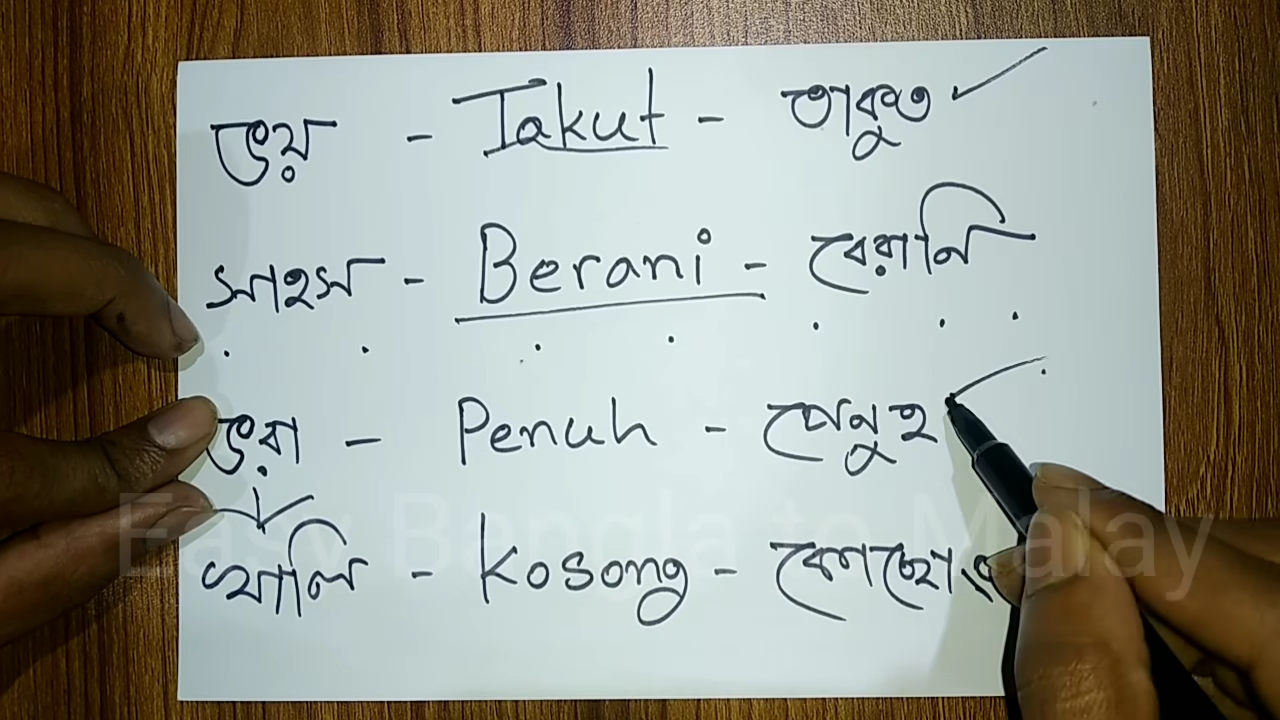 ভয় - Takut - তাকুত
সাহস - Berani - বেরানি
ভরা - Penuh - পেনুহ
খালি - Kosong - কোছোং
Easy Bangla to Malay